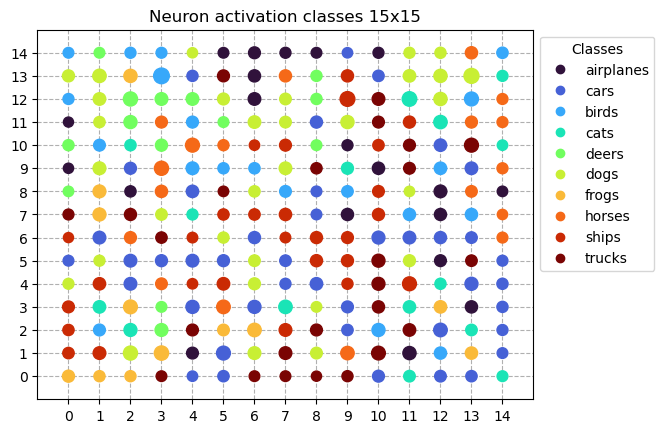 Neuron activation classes 15x15
14
13
12
11
10
9
8
7
6
5
4
3
2
1
0
0 1 2 3 4 5 6 7 8 9 10 11 12 13 14
Classes
airplanes
cars
birds
cats
deers
dogs
frogs
horses
ships
trucks